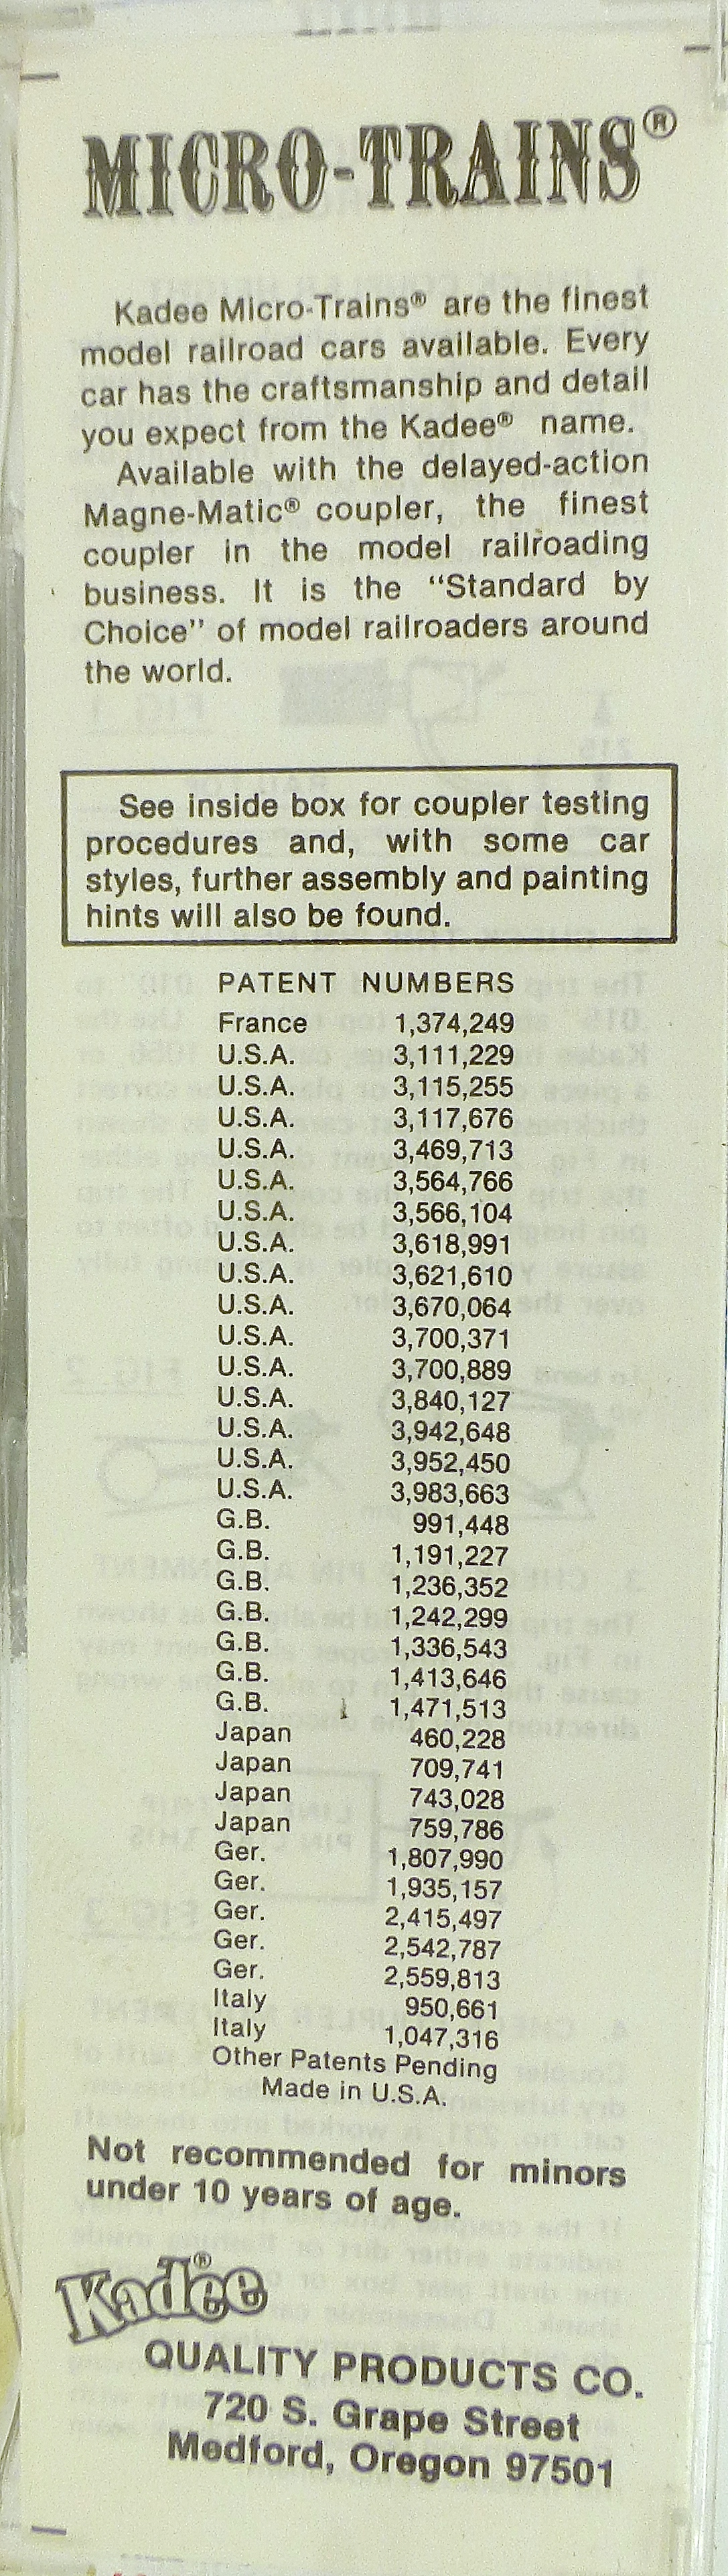 MICRO-TRAINS®
Kadee Micro-Trains® are the finest
model railroad cars available. Every
car has the craftsmanship and detail
you expect from the Kadee® name.
Available with the delayed-action
Magne-Matic® coupler, the finest
coupler in the model railroading
business. It is the “Standard by
Choice” of model railroaders around
the world.
See inside box for coupler testing
procedures and, with some car
styles, further assembly and painting
hints will also be found.
PATENT NUMBERS
France 1,374,249
U.S.A. 3,111,229
U.S.A. 3,115,255
U.S.A. 3,117,676
U.S.A. 3,469,713
U.S.A. 3,564,766
U.S.A. 3,566,104
U.S.A. 3,618,991
U.S.A. 3,621,610
U.S.A. 3,670,064
U.S.A. 3,700,371
U.S.A. 3,700,889
U.S.A. 3,840,127
U.S.A. 3,942,648
U.S.A. 3,952,450
U.S.A. 3,983,663
G.B. 991,448
G.B. 1,191,227
G.B. 1,236,352
G.B. 1,242,299
G.B. 1,336,543
G.B. 1,413,646
G.B. 1,471,513
Japan 460,228
Japan 709,741
Japan 743,028
Japan 759,786
Ger. 1,807,990
Ger. 1,935,157
Ger. 2,415,497
Ger. 2,542,787
Ger. 2,559,813
Italy 950,661
Italy 1,047,316
Other Patents Pending
Made in U.S.A.
Not recommended for minors
under 10 years of age.
Kadee®
QUALITY PRODUCTS CO.
720 S. Grape Street
Medford, Oregon 97501